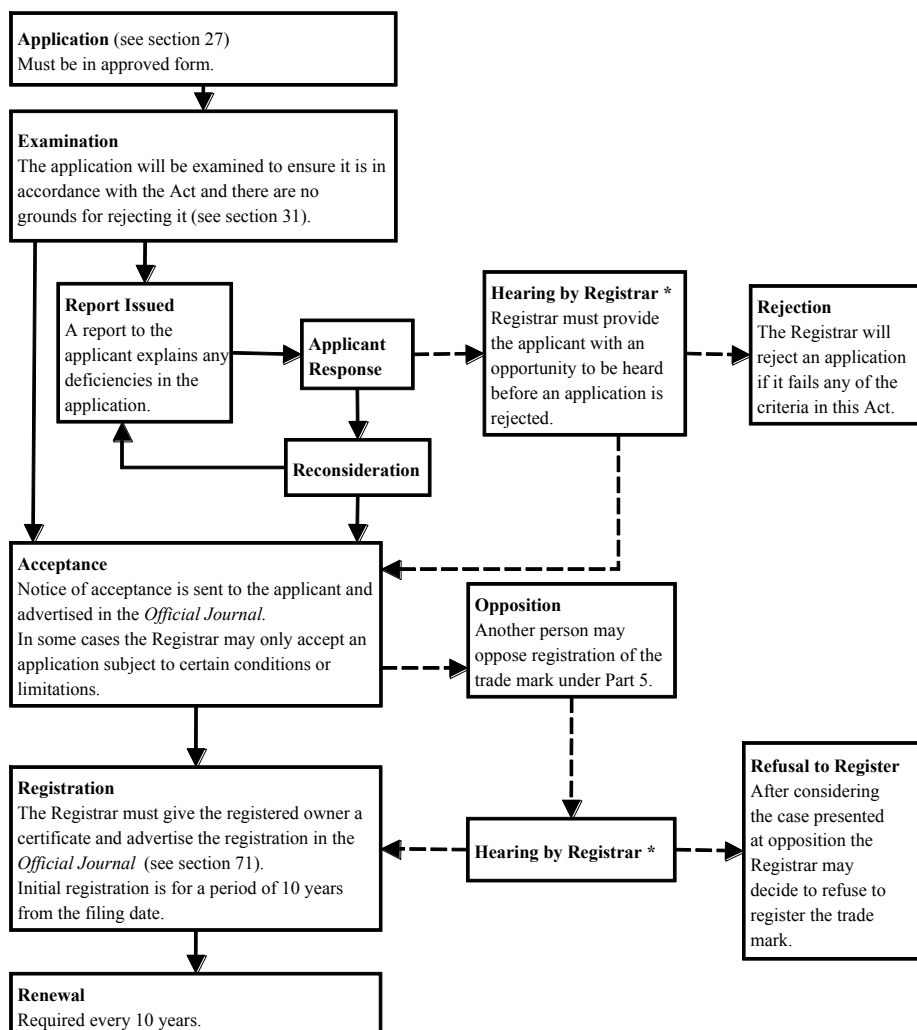 Application (see section 27)
Must be in approved form.
Examination
The application will be examined to ensure it is in
accordance with the Act and there are no
grounds for rejecting it (see section 31).
Report Issued
A report to the
applicant explains any
deficiencies in the
application.
Applicant
Response
Hearing by Registrar *
Registrar must provide
the applicant with an
opportunity to be heard
before an application is
rejected.
Rejection
The Registrar will
reject an application
if it fails any of the
criteria in this Act.
Reconsideration
Acceptance
Notice of acceptance is sent to the applicant and
advertised in the Official Journal.
In some cases the Registrar may only accept an
application subject to certain conditions or
limitations.
Opposition
Another person may
oppose registration of the
trade mark under Part 5.
Registration
The Registrar must give the registered owner a
certificate and advertise the registration in the
Official Journal (see section 71).
Initial registration is for a period of 10 years
from the filing date.
Hearing by Registrar *
Refusal to Register
After considering
the case presented
at opposition the
Registrar may
decide to refuse to
register the trade
mark.
Renewal
Required every 10 years.